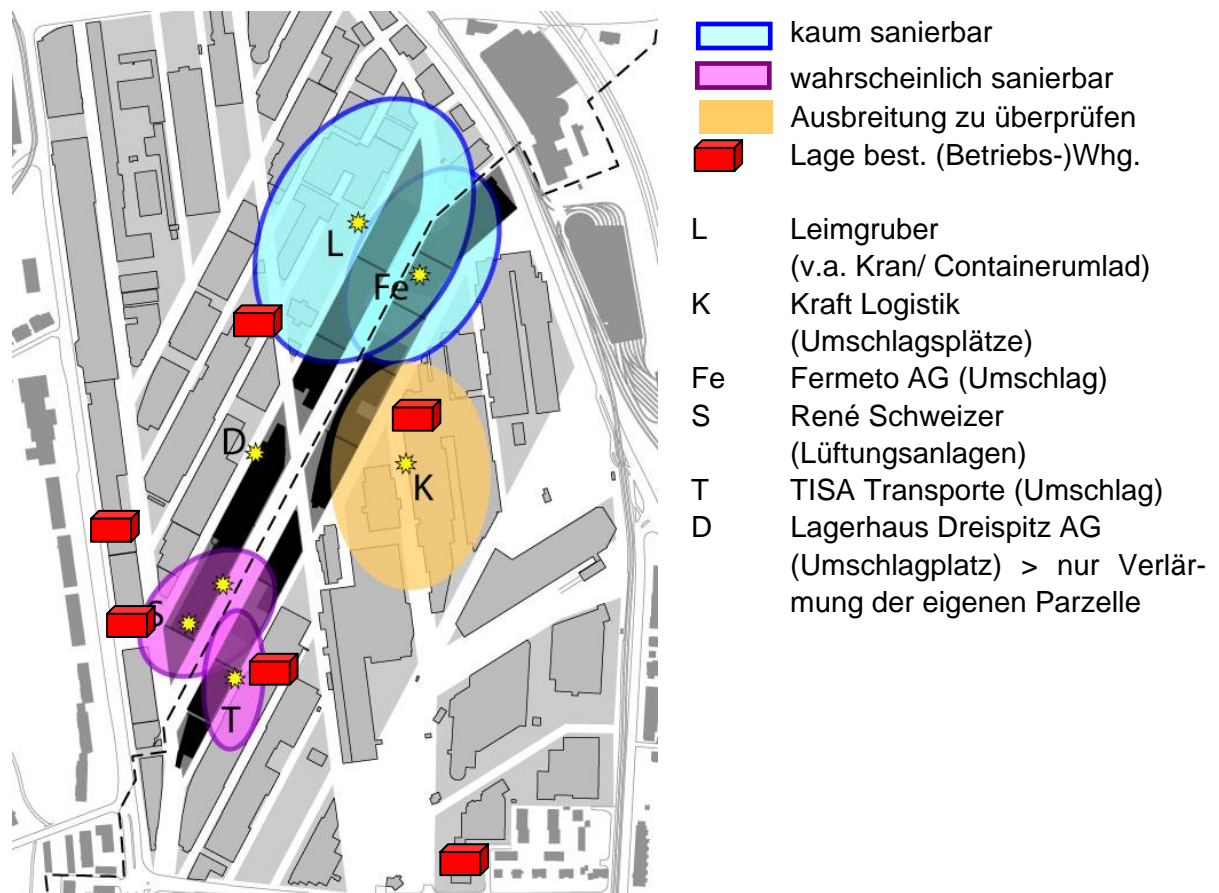 L
Fe
D
K
S
T
kaum sanierbar
wahrscheinlich sanierbar
Ausbreitung zu überprüfen
Lage best. (Betriebs-)Whg.
L Leimgruber
(v.a. Kran/ Containerumlad)
K Kraft Logistik
(Umschlagsplätze)
Fe Fermeto AG (Umschlag)
S René Schweizer
(Lüftungsanlagen)
T TISA Transporte (Umschlag)
D Lagerhaus Dreispitz AG
(Umschlagplatz) > nur Verlär-
mung der eigenen Parzelle